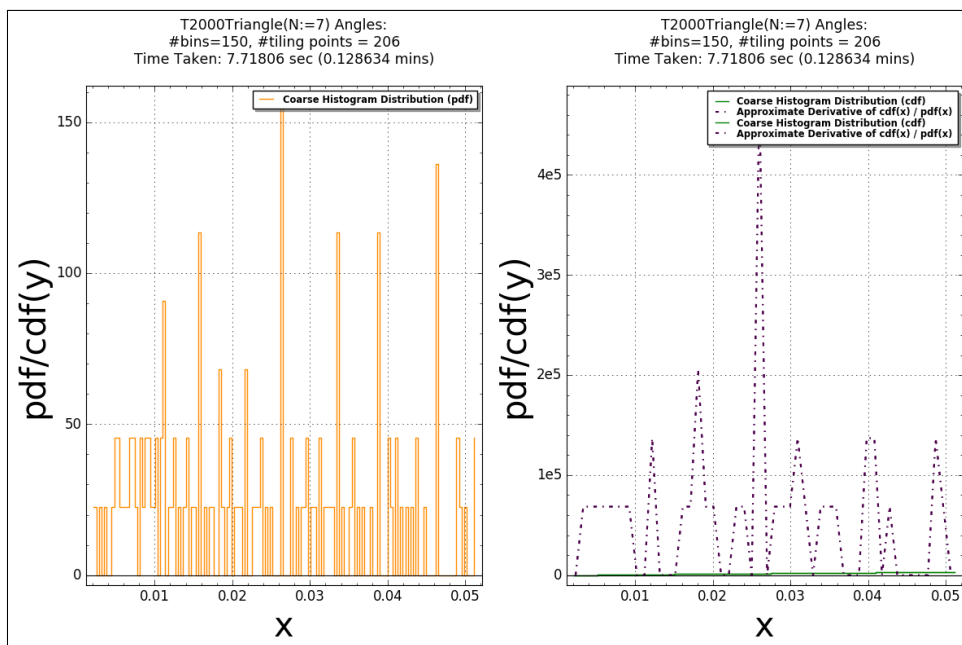 T2000Triangle(N:=7) Angles:
#bins=150, #tiling points = 206
Time Taken: 7.71806 sec (0.128634 mins)
Coarse Histogram Distribution (pdf)
150
100
50
0
pdf/cdf(y)
0.01
0.02
0.03
0.04
0.05
x
T2000Triangle(N:=7) Angles:
#bins=150, #tiling points = 206
Time Taken: 7.71806 sec (0.128634 mins)
Coarse Histogram Distribution (cdf)
Approximate Derivative of cdf(x) / pdf(x)
Coarse Histogram Distribution (cdf)
Approximate Derivative of cdf(x) / pdf(x)
4e5
3e5
2e5
1e5
0
pdf/cdf(y)
0.01
0.02
0.03
0.04
0.05
x